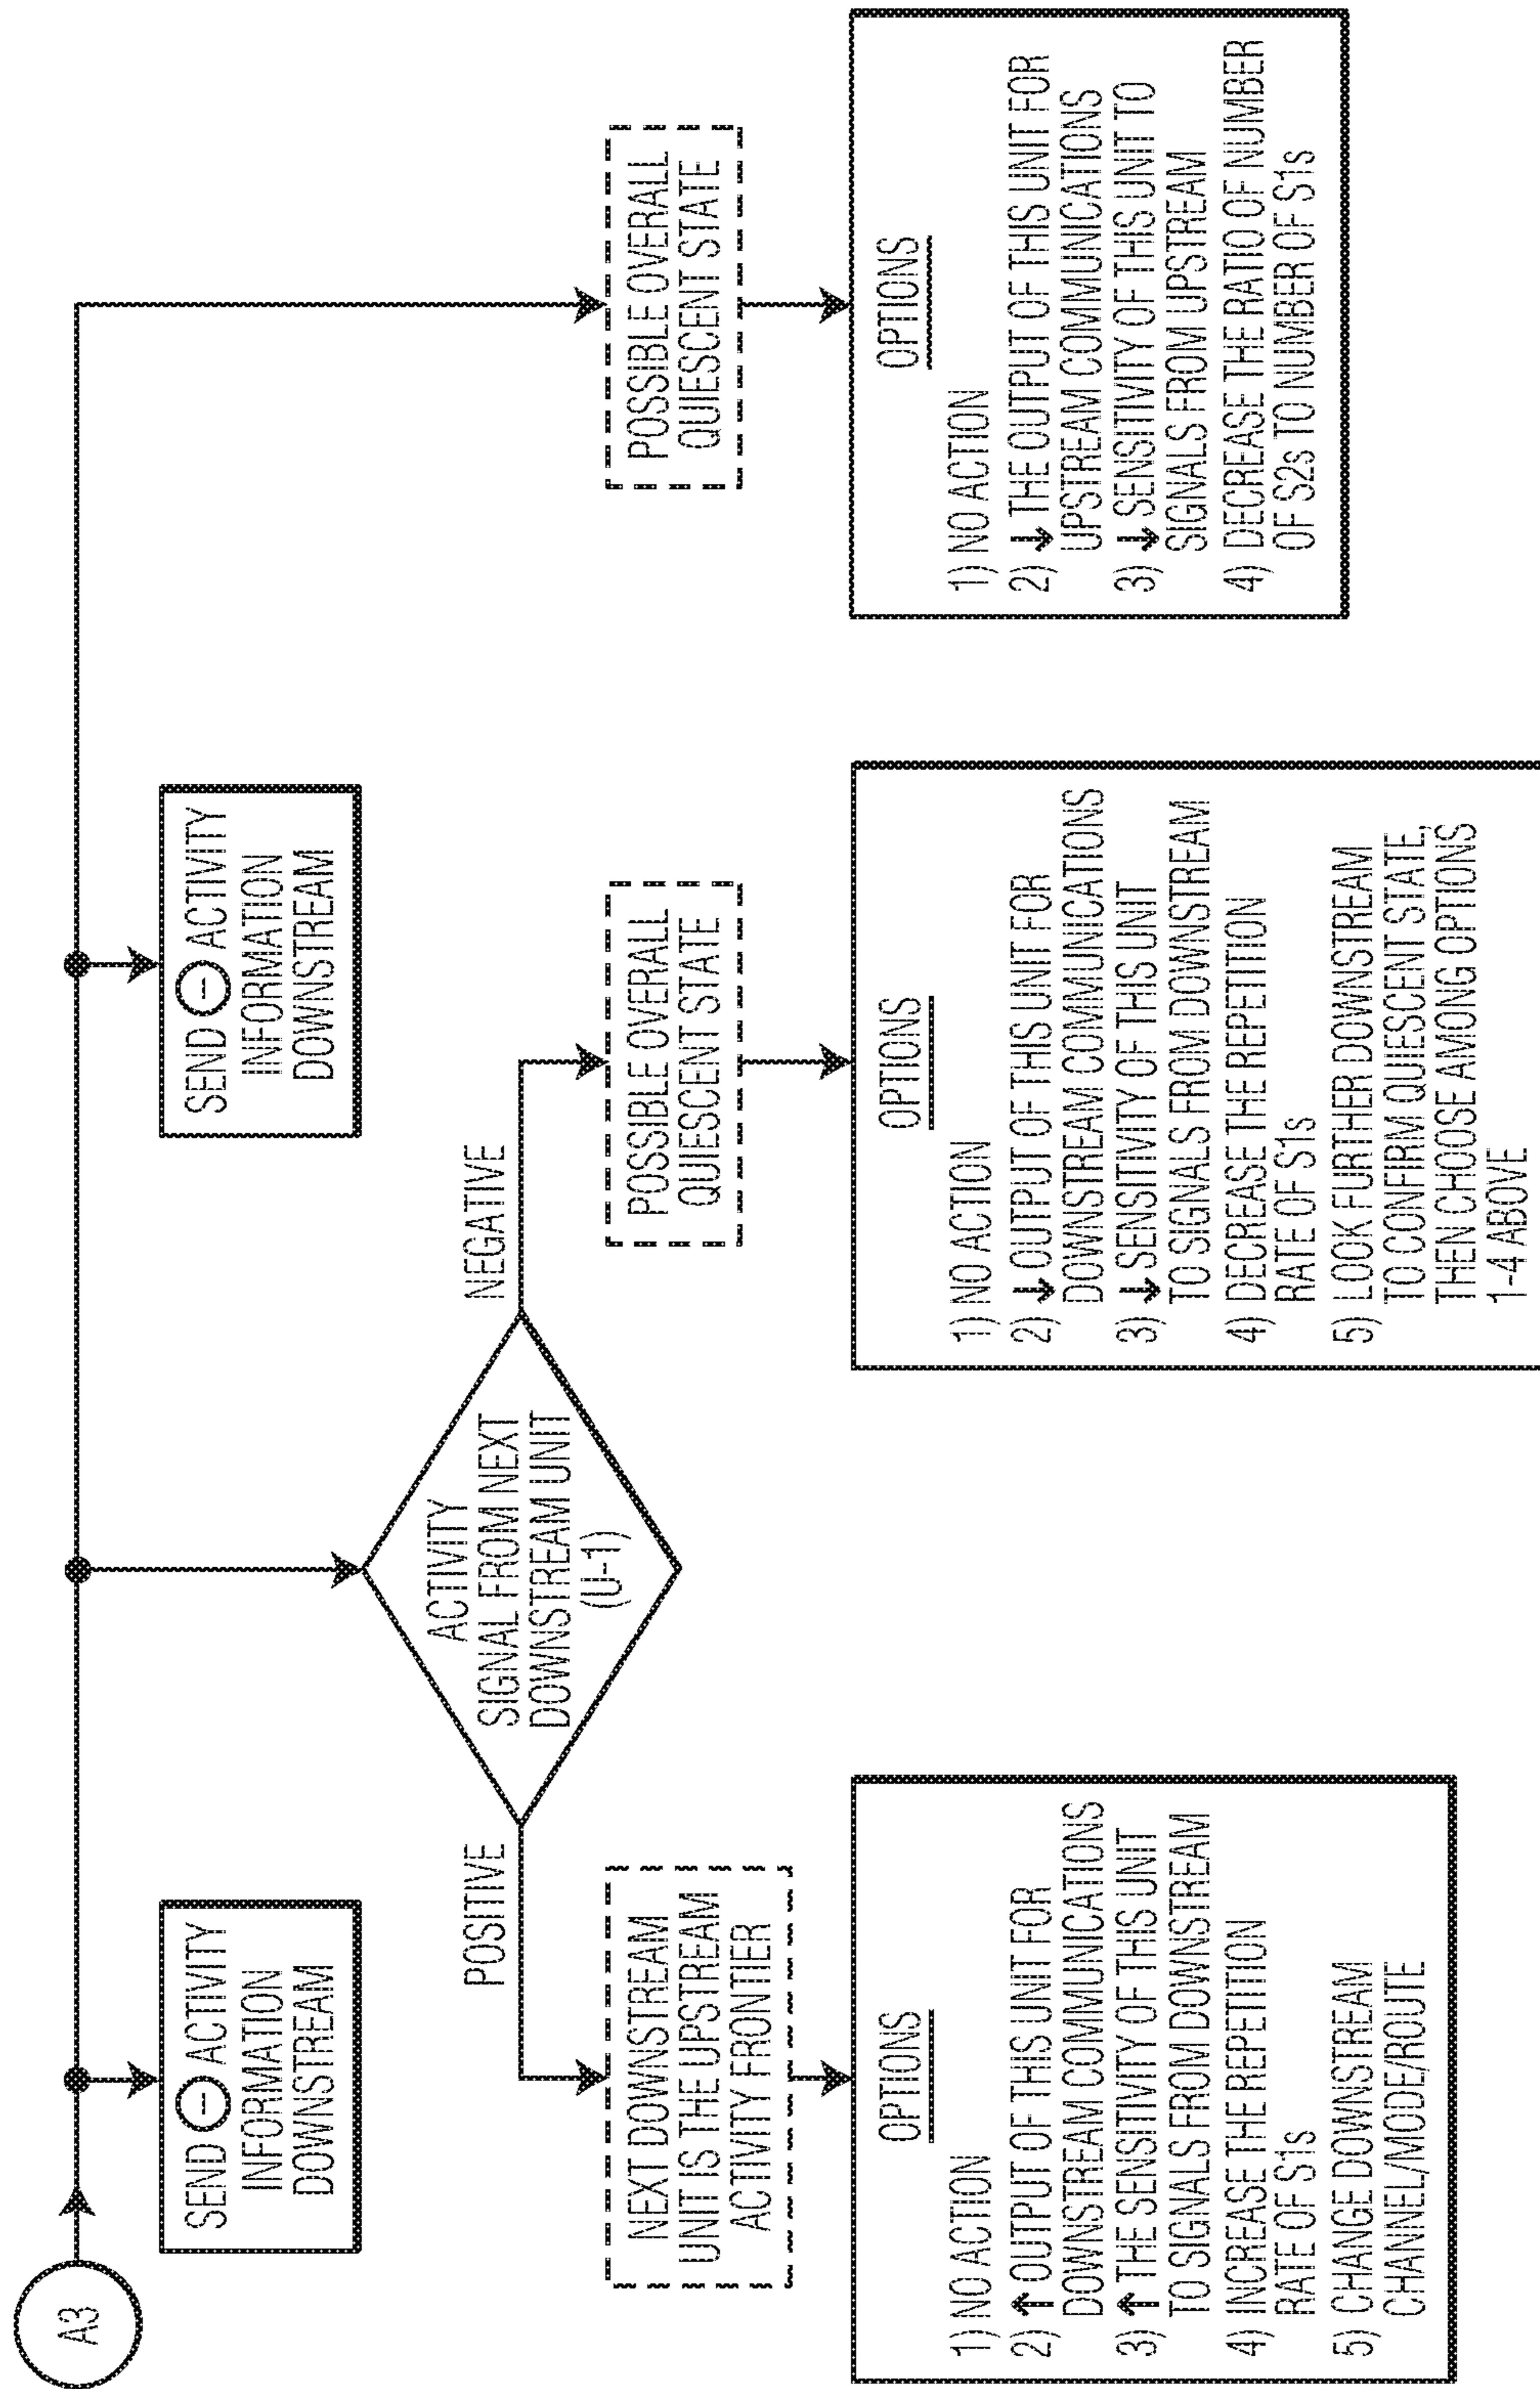 A3
SEND ⊖ ACTIVITY
INFORMATION
DOWNSTREAM
SEND ⊖ ACTIVITY
INFORMATION
DOWNSTREAM
ACTIVITY
SIGNAL FROM NEXT
DOWNSTREAM UNIT
(U-1)
POSITIVE
NEGATIVE
NEXT DOWNSTREAM
UNIT IS THE UPSTREAM
ACTIVITY FRONTIER
POSSIBLE OVERALL
QUIESCENT STATE
POSSIBLE OVERALL
QUIESCENT STATE
OPTIONS
1) NO ACTION
2) ↑ OUTPUT OF THIS UNIT FOR
DOWNSTREAM COMMUNICATIONS
3) ↑ THE SENSITIVITY OF THIS UNIT
TO SIGNALS FROM DOWNSTREAM
4) INCREASE THE REPETITION
RATE OF S1s
5) CHANGE DOWNSTREAM
CHANNEL/MODE/ROUTE
OPTIONS
1) NO ACTION
2) ↓ OUTPUT OF THIS UNIT FOR
DOWNSTREAM COMMUNICATIONS
3) ↓ SENSITIVITY OF THIS UNIT
TO SIGNALS FROM DOWNSTREAM
4) DECREASE THE REPETITION
RATE OF S1s
5) LOOK FURTHER DOWNSTREAM
TO CONFIRM QUIESCENT STATE,
THEN CHOOSE AMONG OPTIONS
1-4 ABOVE
OPTIONS
1) NO ACTION
2) ↓ THE OUTPUT OF THIS UNIT FOR
UPSTREAM COMMUNICATIONS
3) ↓ SENSITIVITY OF THIS UNIT TO
SIGNALS FROM UPSTREAM
4) DECREASE THE RATIO OF NUMBER
OF S2s TO NUMBER OF S1s